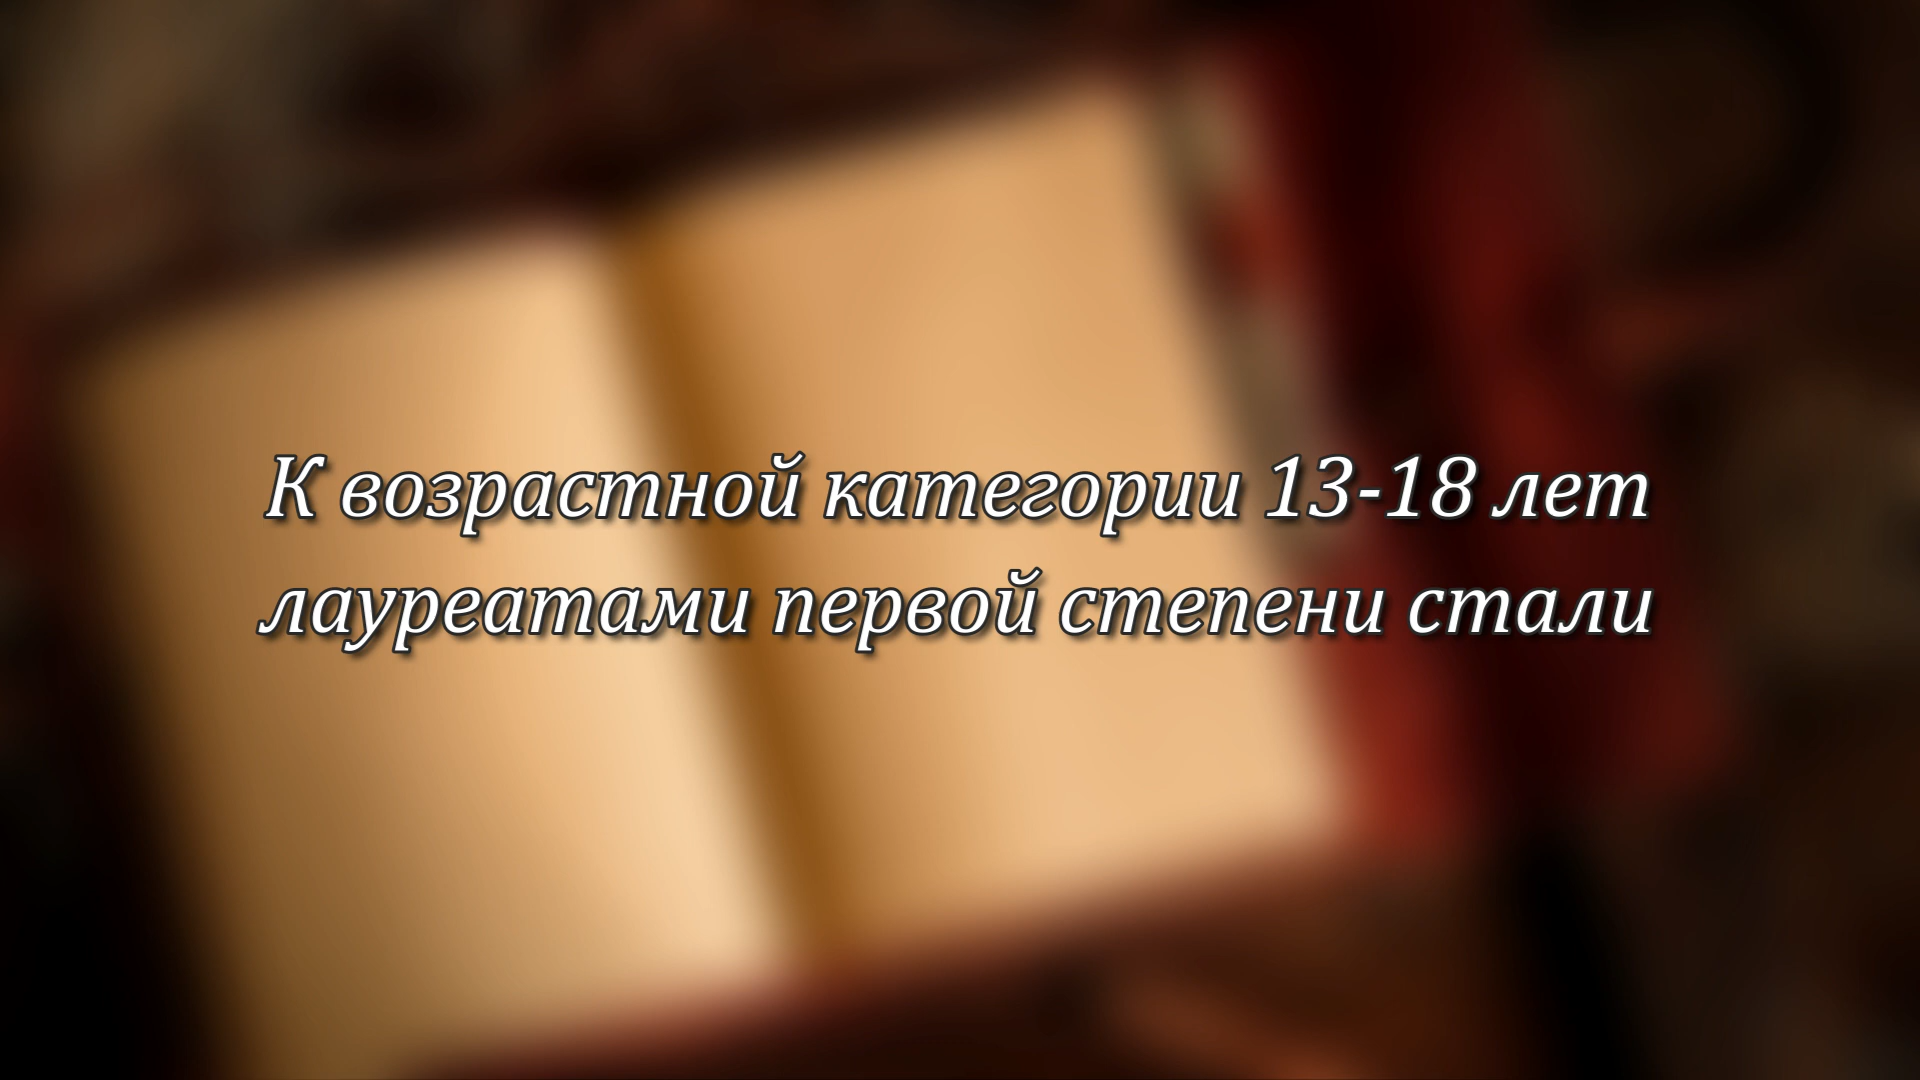 К возрастной категории 13-18 лет
лауреатами первой степени стали